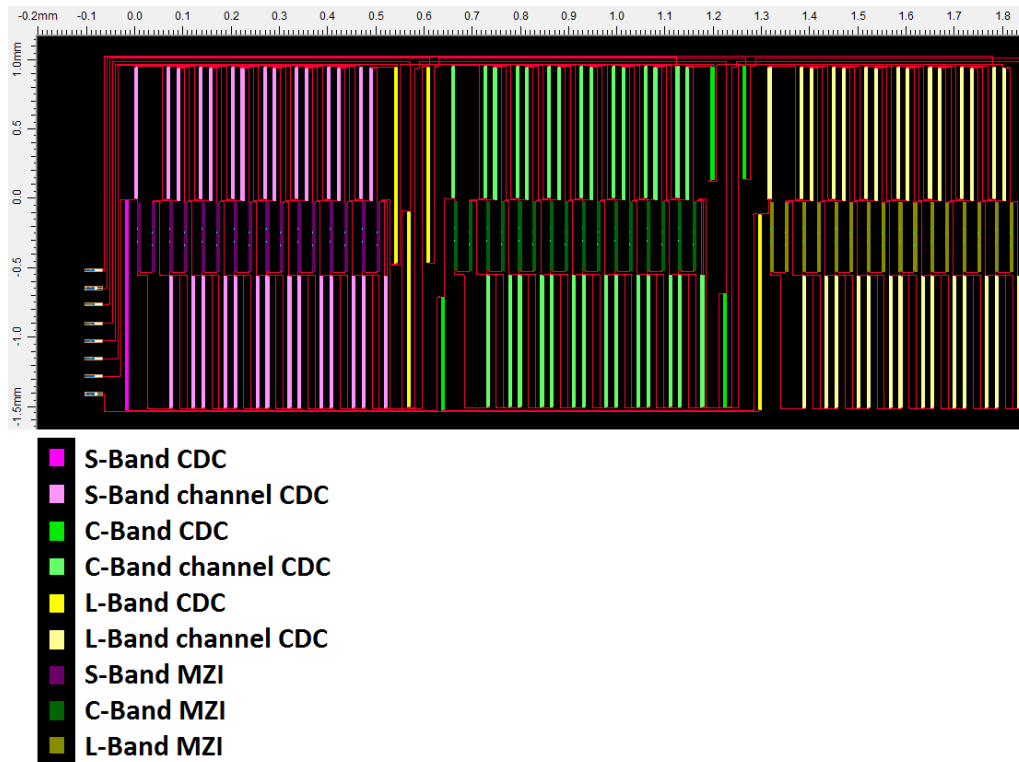 -0.2mm -0.1 0.0 0.1 0.2 0.3 0.4 0.5 0.6 0.7 0.8 0.9 1.0 1.1 1.2 1.3 1.4 1.5 1.6 1.7 1.8
1.0mm
0.5
0.0
-0.5
-1.0
-1.5mm
S-Band CDC
S-Band channel CDC
C-Band CDC
C-Band channel CDC
L-Band CDC
L-Band channel CDC
S-Band MZI
C-Band MZI
L-Band MZI